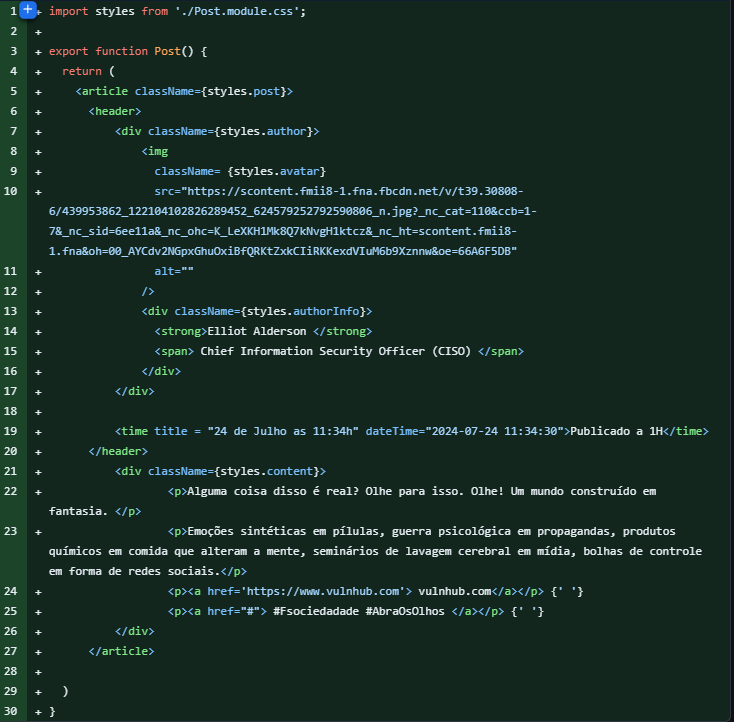 1 + import styles from './Post.module.css';
2 +
3 + export function Post() {
4 + return (
5 + <article className={styles.post}>
6 + <header>
7 + <div className={styles.author}>
8 + <img
9 + className= {styles.avatar}
10 + src="https://scontent.fmii8-1.fna.fbcdn.net/v/t39.30808-
6/439953862_122104102826289452_624579252792590806_n.jpg?_nc_cat=110&ccb=1-
7&_nc_sid=6ee11a&_nc_ohc=K_LeXKH1Mk8Q7kNvgH1ktcz&_nc_ht=scontent.fmii8-
1.fna&oh=00_AYCdv2NGpxGhuOxiBfQRKtZxkCIiRKKexdVIuM6b9Xznnw&oe=66A6F5DB"
11 + alt=""
12 + />
13 + <div className={styles.authorInfo}>
14 + <strong>Elliot Alderson </strong>
15 + <span> Chief Information Security Officer (CISO) </span>
16 + </div>
17 + </div>
18 +
19 + <time title = "24 de Julho as 11:34h" dateTime="2024-07-24 11:34:30">Publicado a 1H</time>
20 + </header>
21 + <div className={styles.content}>
22 + <p>Alguma coisa disso é real? Olhe para isso. Olhe! Um mundo construído em
fantasia. </p>
23 + <p>Emoções sintéticas em pílulas, guerra psicológica em propagandas, produtos
químicos em comida que alteram a mente, seminários de lavagem cerebral em mídia, bolhas de controle
em forma de redes sociais.</p>
24 + <p><a href='https://www.vulnhub.com'> vulnhub.com</a></p> {' '}
25 + <p><a href="#"> #Fsociedadade #AbraOsOlhos </a></p> {' '}
26 + </div>
27 + </article>
28 +
29 + )
30 + }